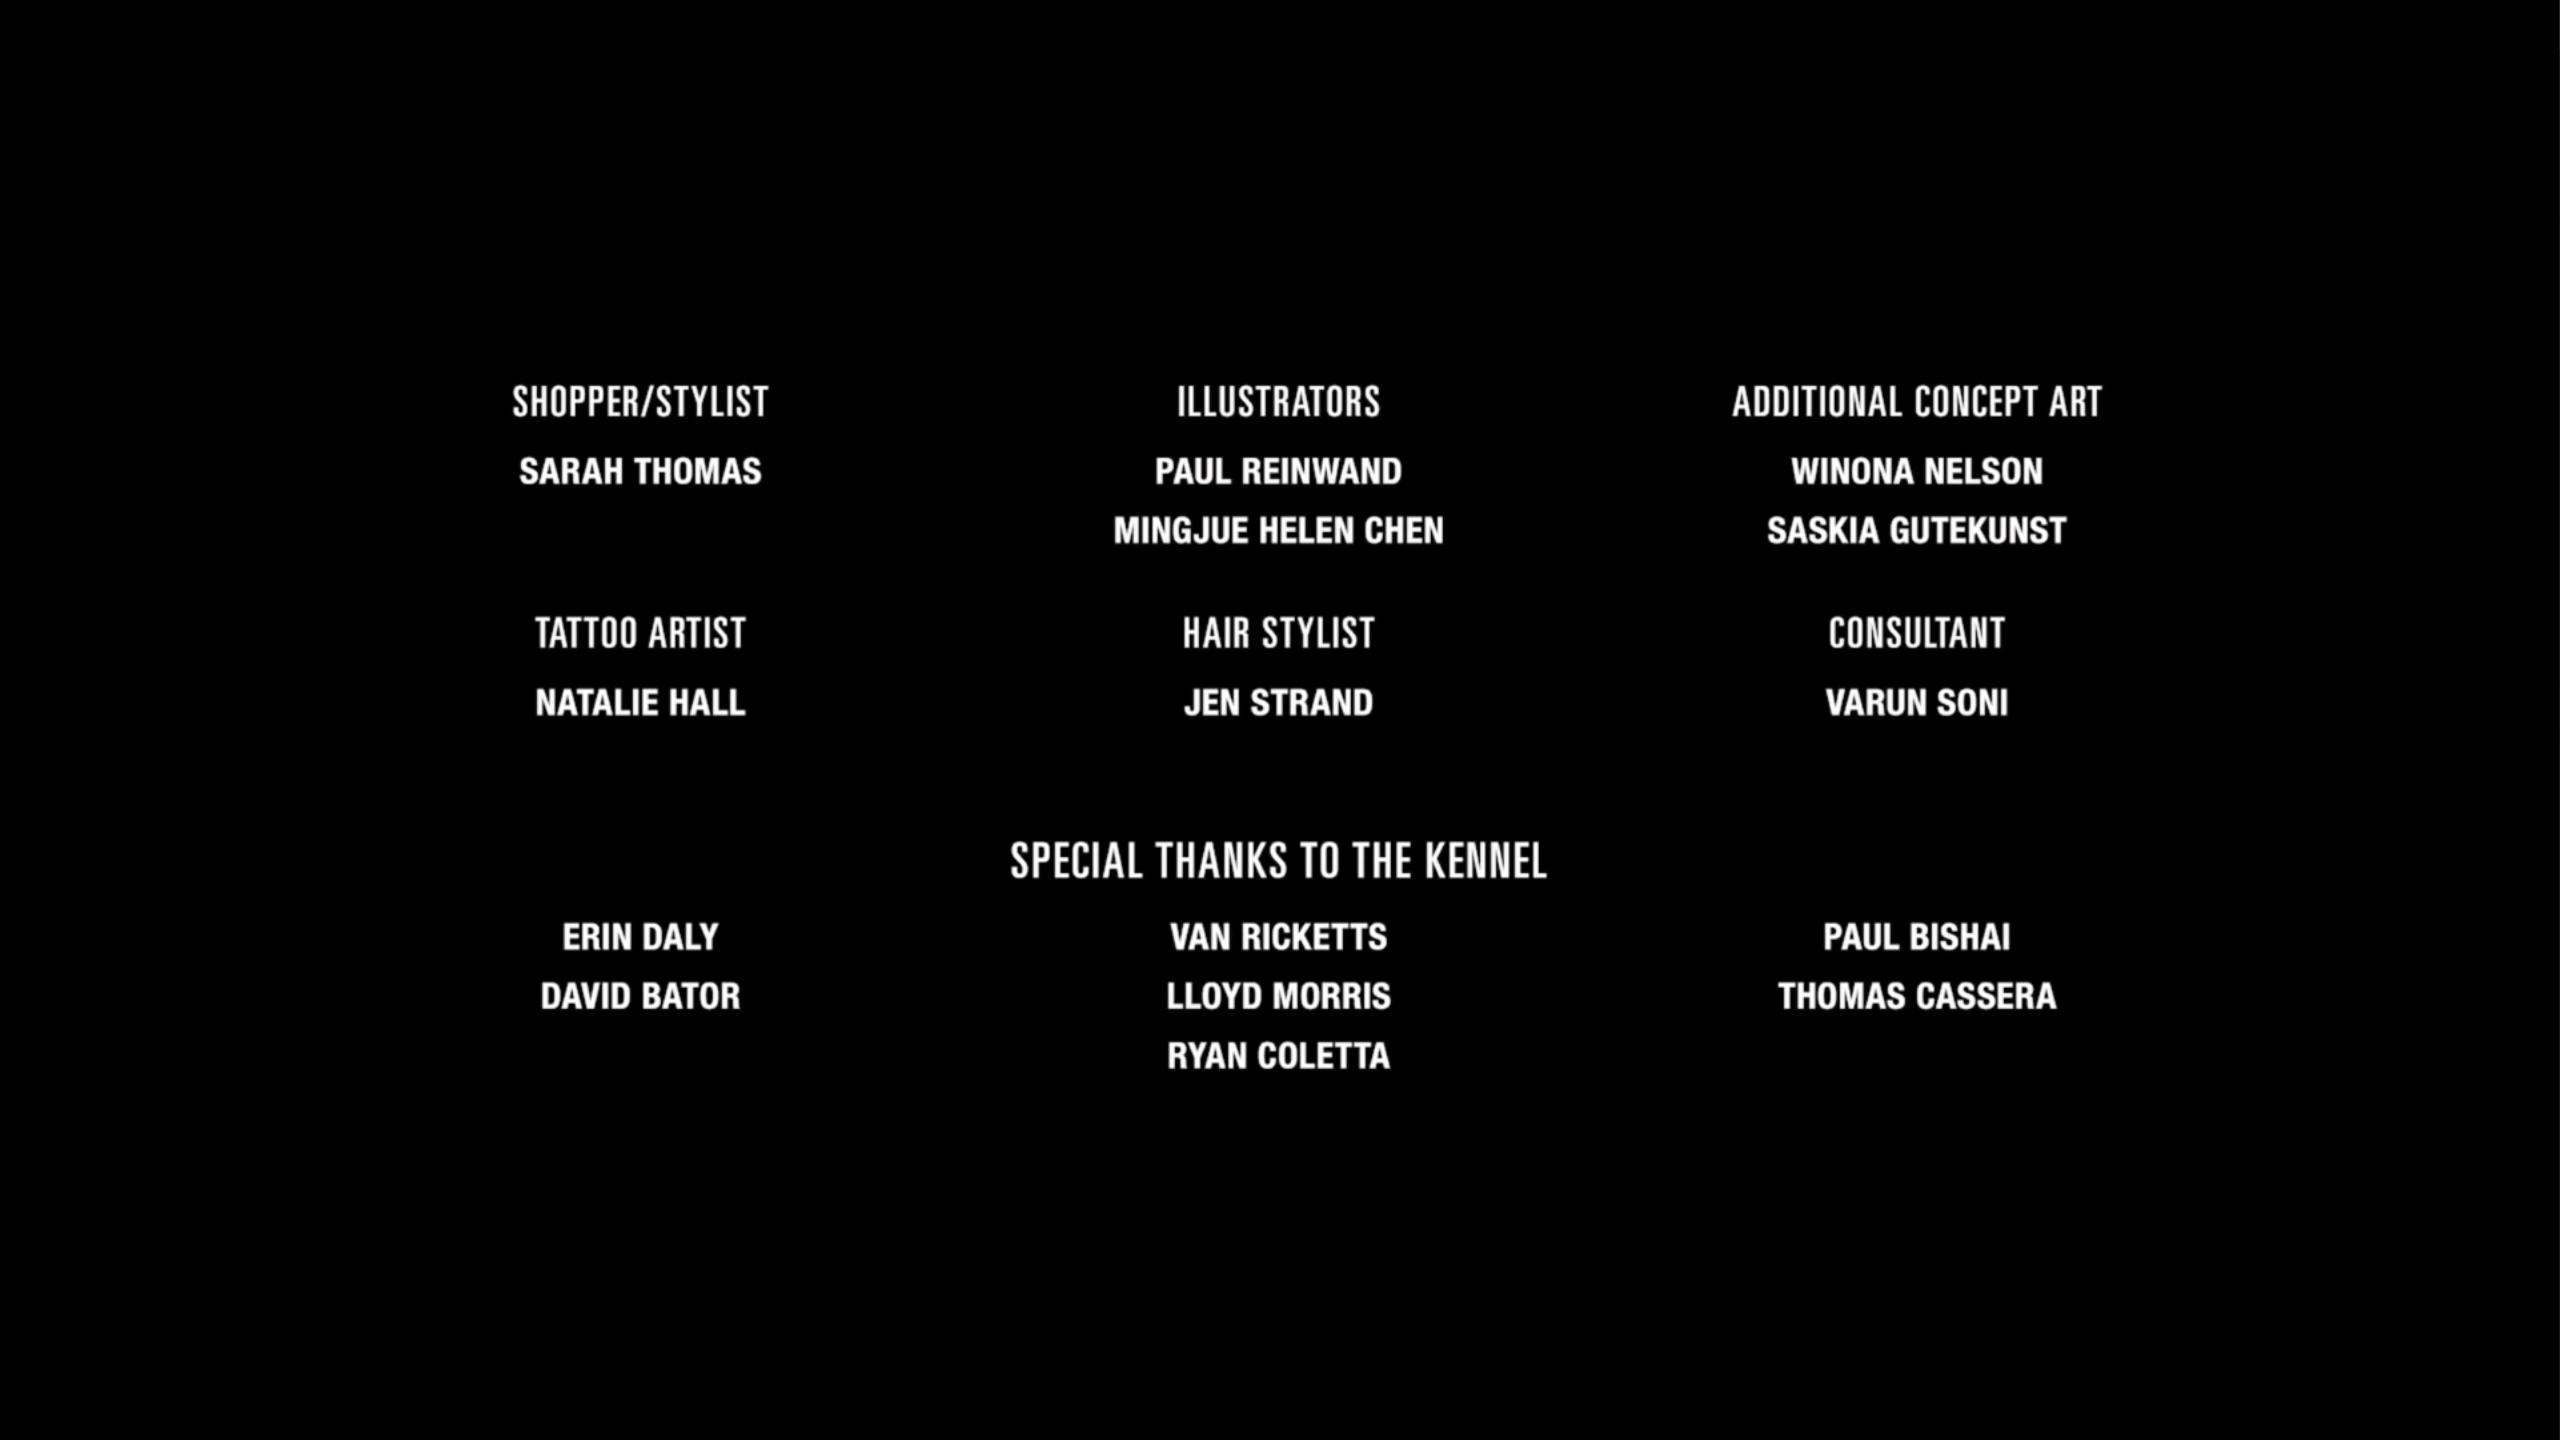 SHOPPER/STYLIST
SARAH THOMAS
ILLUSTRATORS
PAUL REINWAND
MINGJUE HELEN CHEN
ADDITIONAL CONCEPT ART
WINONA NELSON
SASKIA GUTEKUNST
TATTOO ARTIST
NATALIE HALL
HAIR STYLIST
JEN STRAND
CONSULTANT
VARUN SONI
SPECIAL THANKS TO THE KENNEL
ERIN DALY
DAVID BATOR
VAN RICKETTS
LLOYD MORRIS
RYAN COLETTA
PAUL BISHAI
THOMAS CASSERA